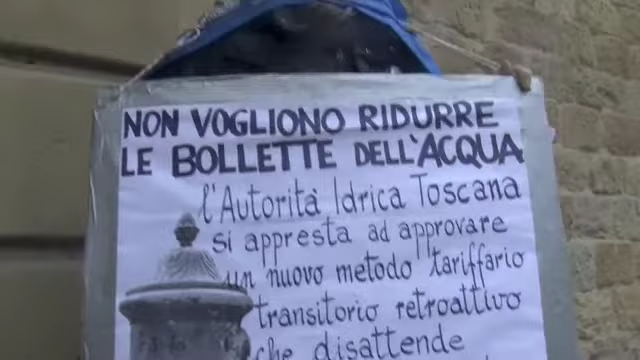 NON VOGLIONO RIDURRE
LE BOLLETTE DELL'ACQUA
l'Autorità Idrica Toscana
si appresta ad approvare
un nuovo metodo tariffario
transitorio retroattivo
che disattende